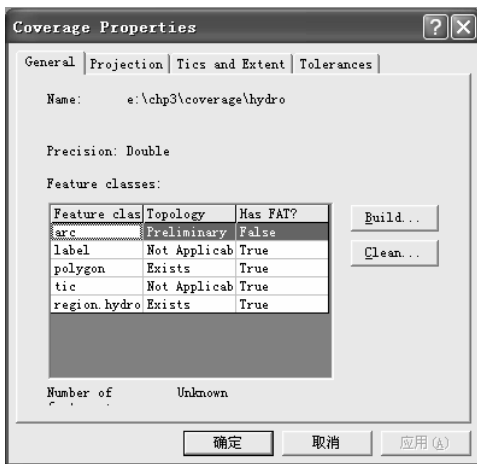 Coverage Properties
General Projection Tics and Extent Tolerances
Name: e:\chp3\coverage\hydro
Precision: Double
Feature classes:
Feature clas Topology Has FAT?
arc Preliminary False
label Not Applicab True
polygon Exists True
tic Not Applicab True
region.hydro Exists True
Build...
Clean...
Number of Unknown
确定 取消 应用(A)